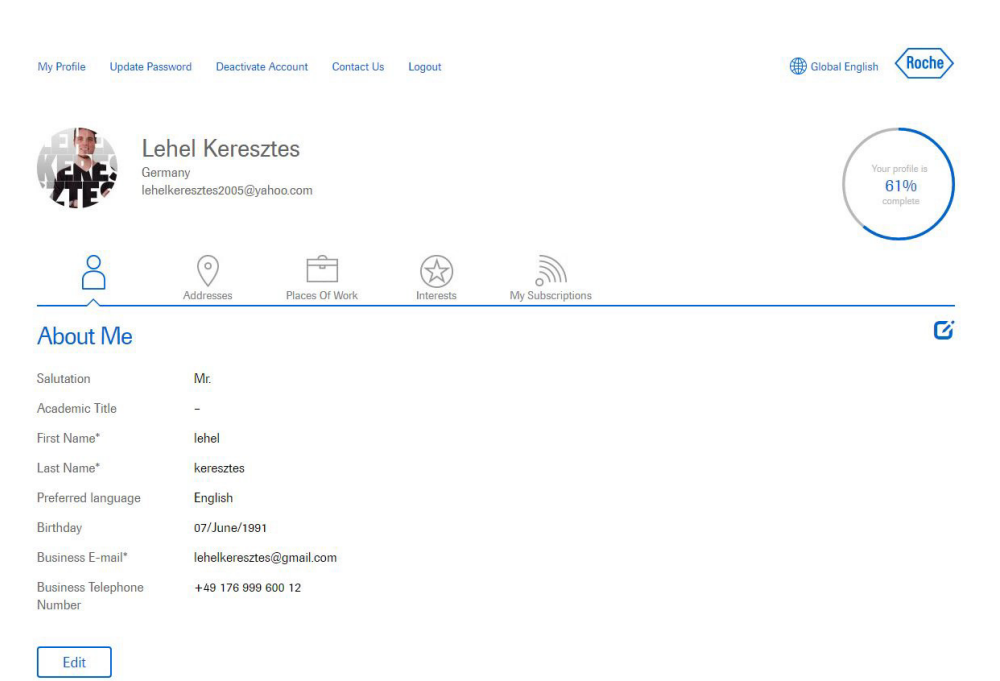 My Profile Update Password Deactivate Account Contact Us Logout
Global English
Roche
Lehel Keresztes
Germany
lehelkeresztes2005@yahoo.com
Your profile is
61%
complete
Addresses Places Of Work Interests My Subscriptions
About Me
Salutation Mr.
Academic Title –
First Name* lehel
Last Name* keresztes
Preferred language English
Birthday 07/June/1991
Business E-mail* lehelkeresztes@gmail.com
Business Telephone +49 176 999 600 12
Number
Edit